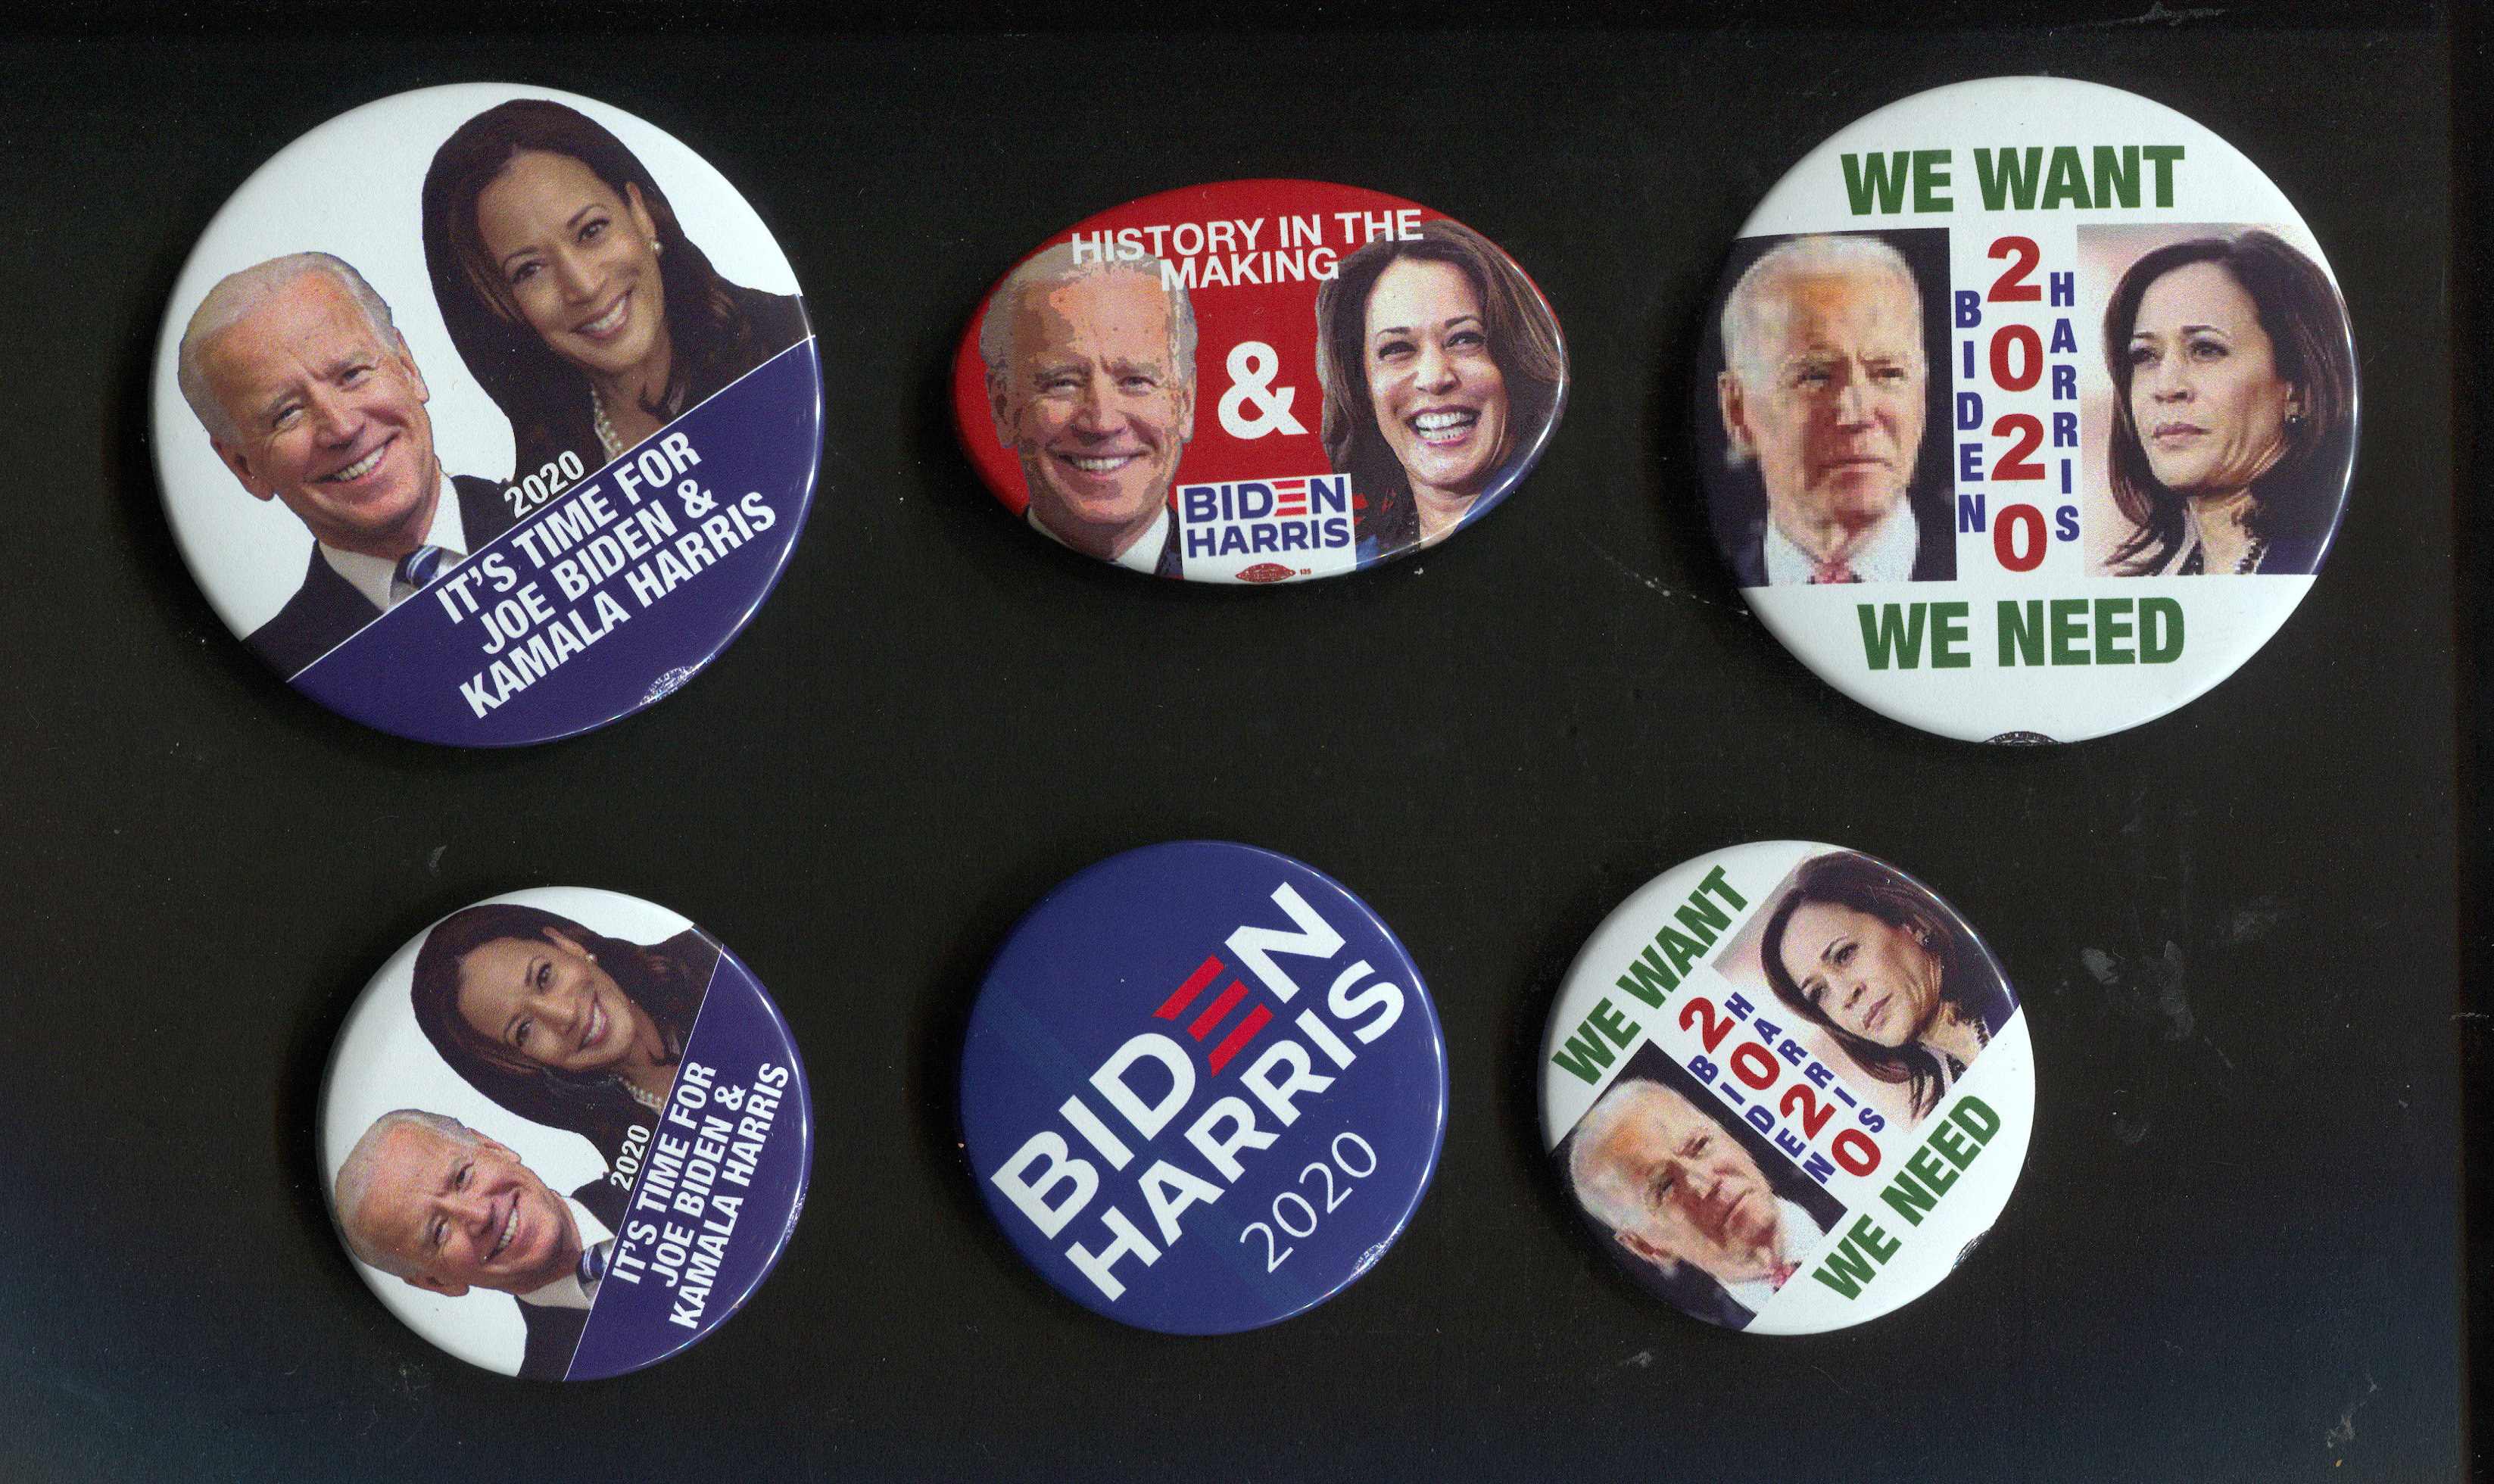 2020
IT'S TIME FOR
JOE BIDEN &
KAMALA HARRIS
HISTORY IN THE
MAKING
&
BIDEN
HARRIS
WE WANT
BIDEN
2020
HARRIS
WE NEED
2020
IT'S TIME FOR
JOE BIDEN &
KAMALA HARRIS
BIDEN
HARRIS
2020
WE WANT
BIDEN
2020
HARRIS
WE NEED